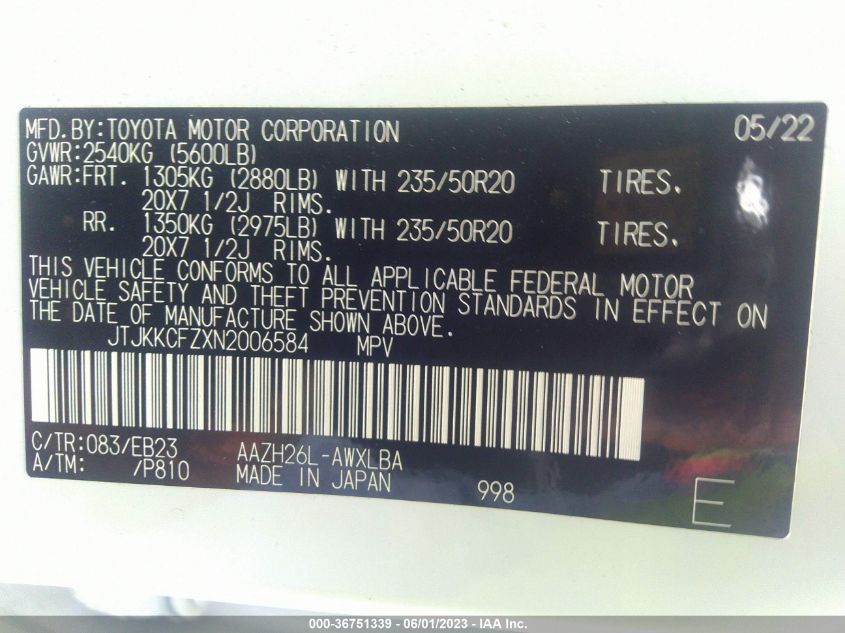 MFD.BY:TOYOTA MOTOR CORPORATION 05/22
GVWR:2540KG (5600LB)
GAWR:FRT. 1305KG (2880LB) WITH 235/50R20 TIRES.
20X7 1/2J RIMS.
RR. 1350KG (2975LB) WITH 235/50R20 TIRES.
20X7 1/2J RIMS.
THIS VEHICLE CONFORMS TO ALL APPLICABLE FEDERAL MOTOR
VEHICLE SAFETY AND THEFT PREVENTION STANDARDS IN EFFECT ON
THE DATE OF MANUFACTURE SHOWN ABOVE.
JTJKKCFZXN2006584 MPV
C/TR:083/EB23 AAZH26L-AWXLBA
A/TM: /P810 MADE IN JAPAN 998 E
000-36751339 - 06/01/2023 - IAA Inc.